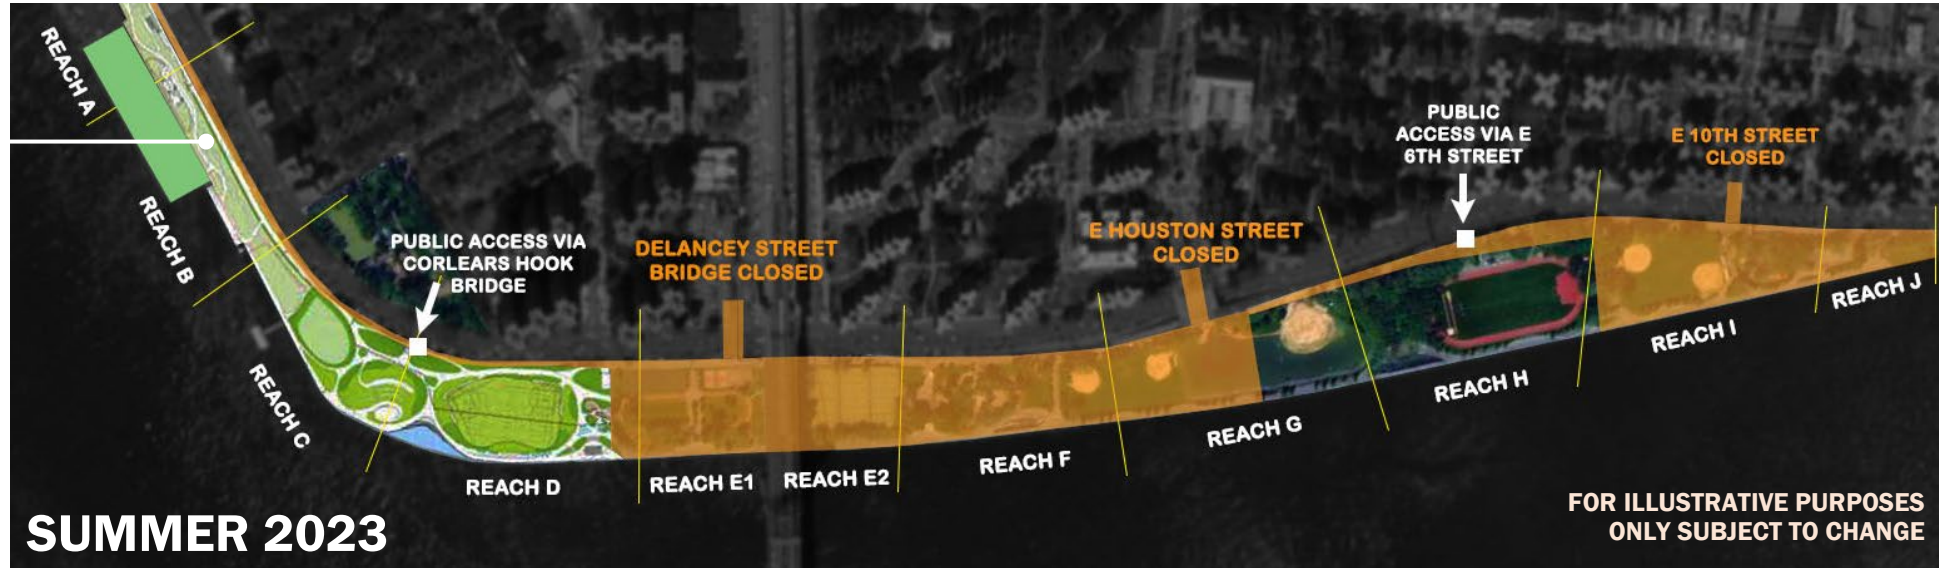 REACH A
REACH B
REACH C
PUBLIC ACCESS VIA
CORLEARS HOOK
BRIDGE
DELANCEY STREET
BRIDGE CLOSED
E HOUSTON STREET
CLOSED
PUBLIC
ACCESS VIA E
6TH STREET
E 10TH STREET
CLOSED
REACH D
REACH E1
REACH E2
REACH F
REACH G
REACH H
REACH I
REACH J
SUMMER 2023
FOR ILLUSTRATIVE PURPOSES
ONLY SUBJECT TO CHANGE